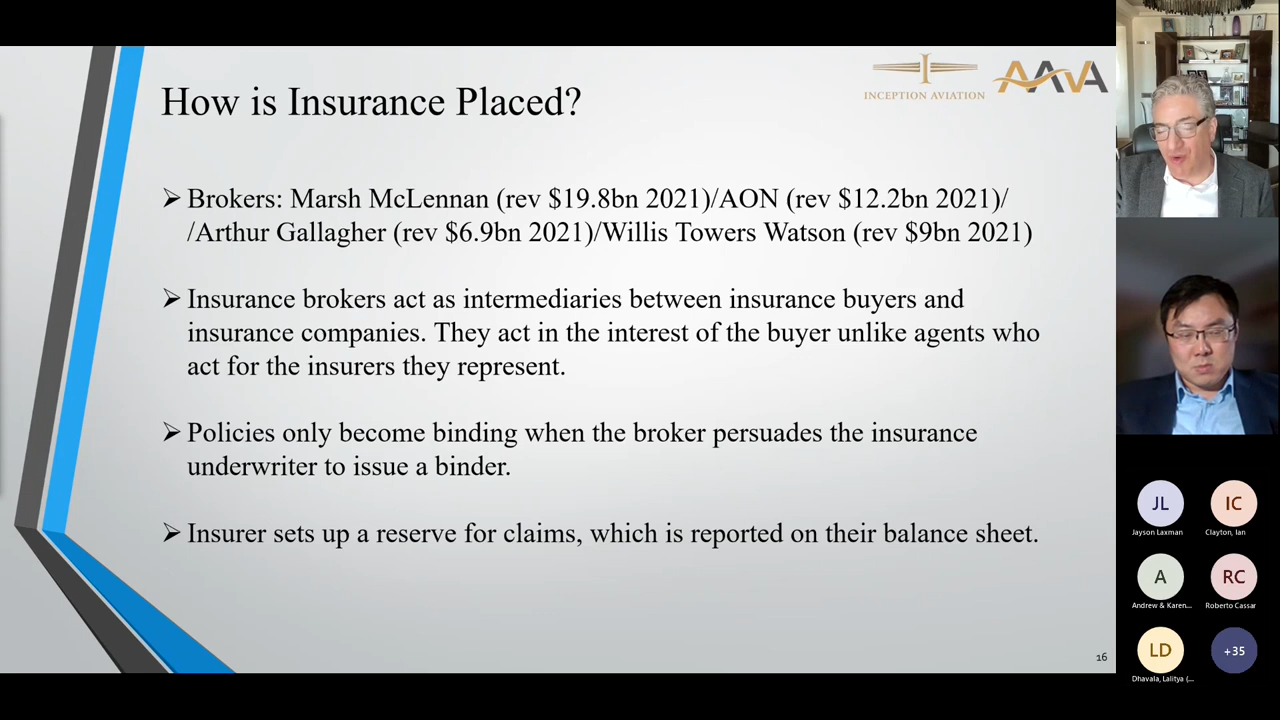 How is Insurance Placed?
INCEPTION AVIATION
AAVA
➢ Brokers: Marsh McLennan (rev $19.8bn 2021)/AON (rev $12.2bn 2021)/
/Arthur Gallagher (rev $6.9bn 2021)/Willis Towers Watson (rev $9bn 2021)
➢ Insurance brokers act as intermediaries between insurance buyers and
insurance companies. They act in the interest of the buyer unlike agents who
act for the insurers they represent.
➢ Policies only become binding when the broker persuades the insurance
underwriter to issue a binder.
➢ Insurer sets up a reserve for claims, which is reported on their balance sheet.
16
JL
Jayson Laxman
IC
Clayton, Ian
A
Andrew & Karen...
RC
Roberto Cassar
LD
Dhavala, Lalitya (...
+35